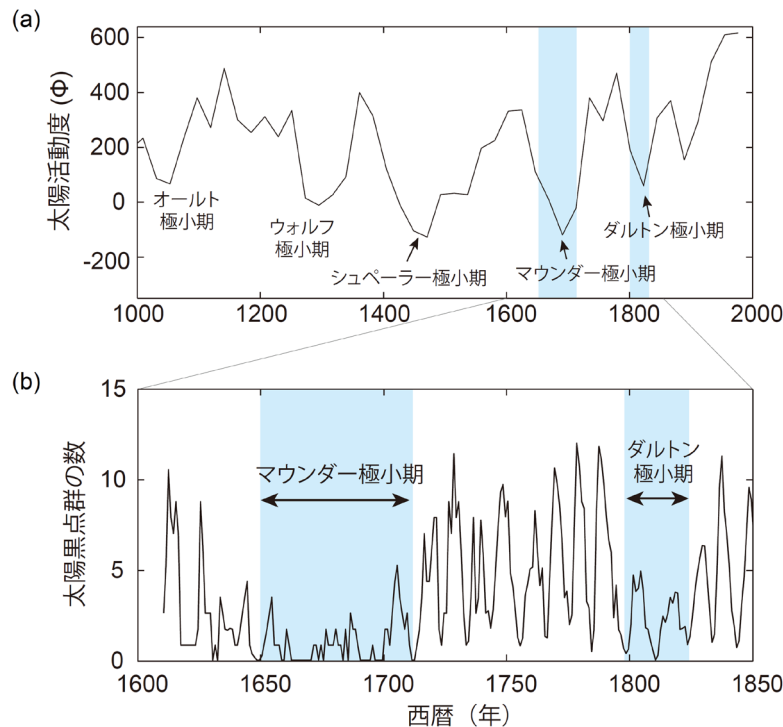 (a)
太陽活動度 (Φ)
600
400
200
0
-200
オールト
極小期
ウォルフ
極小期
シュペーラー極小期
マウンダー極小期
ダルトン極小期
1000
1200
1400
1600
1800
2000
(b)
太陽黒点群の数
15
10
5
0
マウンダー極小期
ダルトン
極小期
1600
1650
1700
1750
1800
1850
西暦（年）